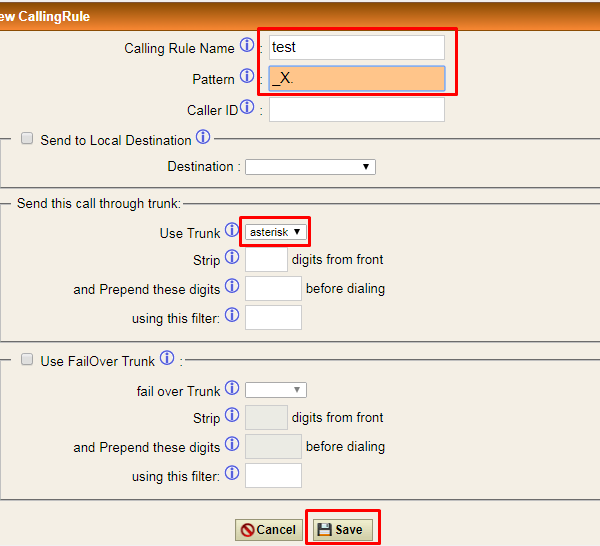 ew CallingRule
Calling Rule Name : test
Pattern : _X.
Caller ID :
Send to Local Destination
Destination :
Send this call through trunk:
Use Trunk asterisk
Strip digits from front
and Prepend these digits before dialing
using this filter:
Use FailOver Trunk :
fail over Trunk
Strip digits from front
and Prepend these digits before dialing
using this filter:
Cancel Save